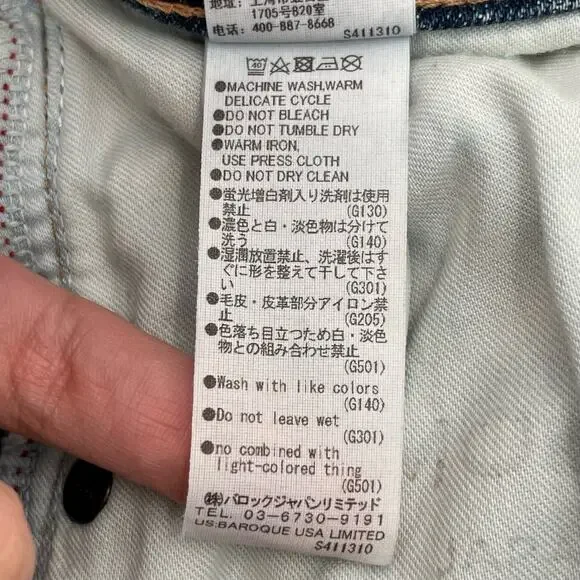 1705号820室
电话: 400-887-8668
S411310
40
●MACHINE WASH,WARM
DELICATE CYCLE
●DO NOT BLEACH
●DO NOT TUMBLE DRY
●WARM IRON,
USE PRESS CLOTH
●DO NOT DRY CLEAN
●蛍光増白剤入り洗剤は使用
禁止 (G130)
●濃色と白・淡色物は分けて
洗う (G140)
●湿潤放置禁止、洗濯後はす
ぐに形を整えて干して下さ
い (G301)
●毛皮・皮革部分アイロン禁
止 (G205)
●色落ち目立つため白・淡色
物との組み合わせ禁止
(G501)
●Wash with like colors
(G140)
●Do not leave wet
(G301)
●no combined with
light-colored thing
(G501)
(株)バロックジャパンリミテッド
TEL. 03-6730-9191
US:BAROQUE USA LIMITED
S411310